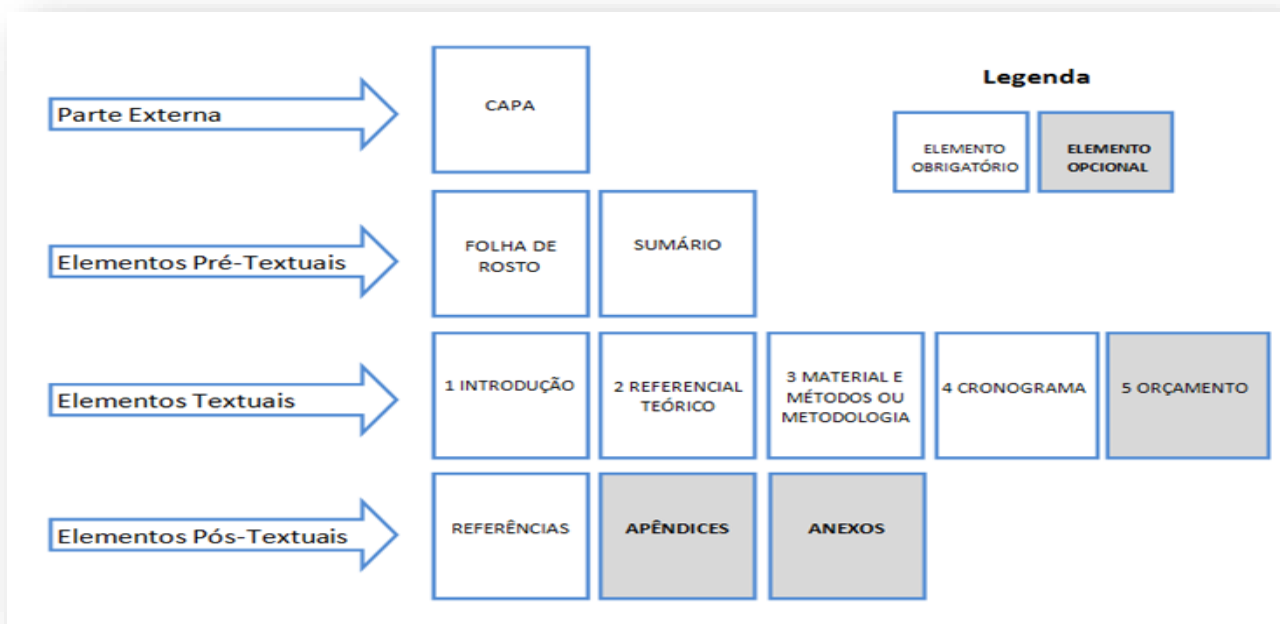 Parte Externa
CAPA
Legenda
ELEMENTO
OBRIGATÓRIO
ELEMENTO
OPCIONAL
Elementos Pré-Textuais
FOLHA DE
ROSTO
SUMÁRIO
Elementos Textuais
1 INTRODUÇÃO
2 REFERENCIAL
TEÓRICO
3 MATERIAL E
MÉTODOS OU
METODOLOGIA
4 CRONOGRAMA
5 ORÇAMENTO
Elementos Pós-Textuais
REFERÊNCIAS
APÊNDICES
ANEXOS